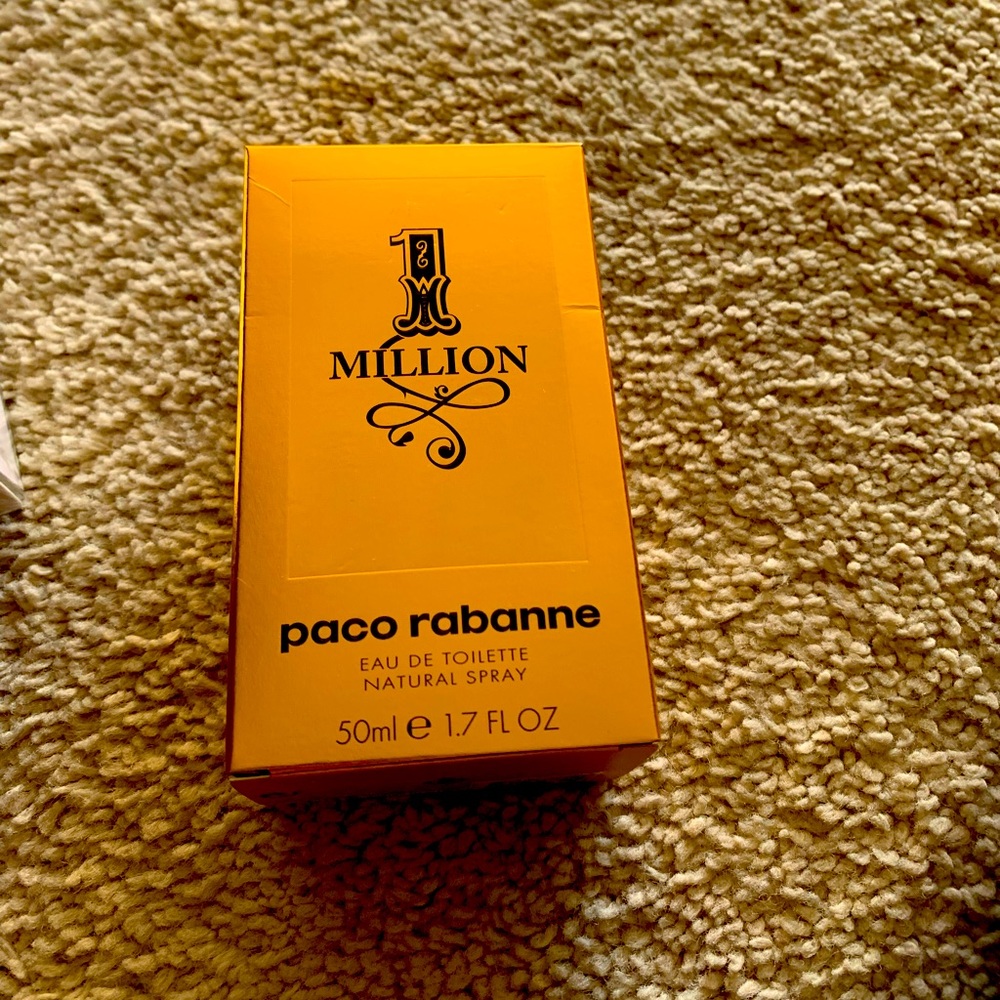 1
MILLION
paco rabanne
EAU DE TOILETTE
NATURAL SPRAY
50ml e 1.7 FL OZ